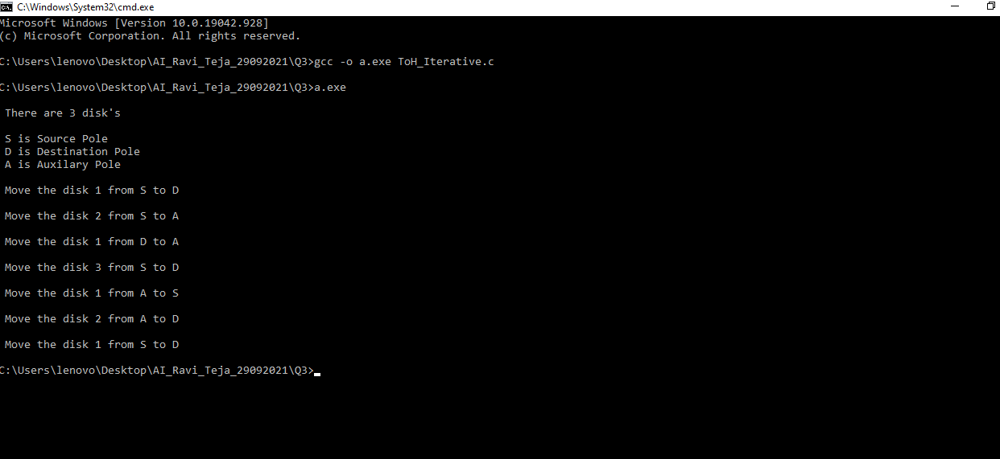 C:\Windows\System32\cmd.exe
Microsoft Windows [Version 10.0.19042.928]
(c) Microsoft Corporation. All rights reserved.
C:\Users\lenovo\Desktop\AI_Ravi_Teja_29092021\Q3>gcc -o a.exe ToH_Iterative.c
C:\Users\lenovo\Desktop\AI_Ravi_Teja_29092021\Q3>a.exe
There are 3 disk's
S is Source Pole
D is Destination Pole
A is Auxilary Pole
Move the disk 1 from S to D
Move the disk 2 from S to A
Move the disk 1 from D to A
Move the disk 3 from S to D
Move the disk 1 from A to S
Move the disk 2 from A to D
Move the disk 1 from S to D
C:\Users\lenovo\Desktop\AI_Ravi_Teja_29092021\Q3>